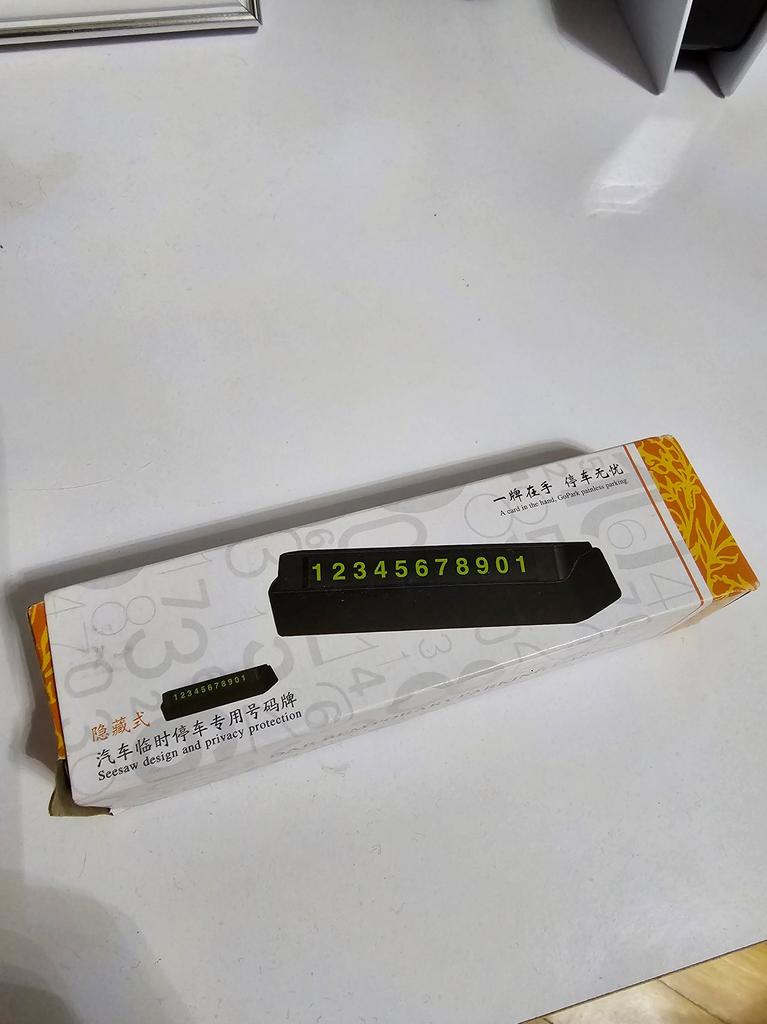 一牌在手 停车无忧
A card in the hand, GoPark painless parking
12345678901
12345678901
隐藏式
汽车临时停车专用号码牌
Seesaw design and privacy protection